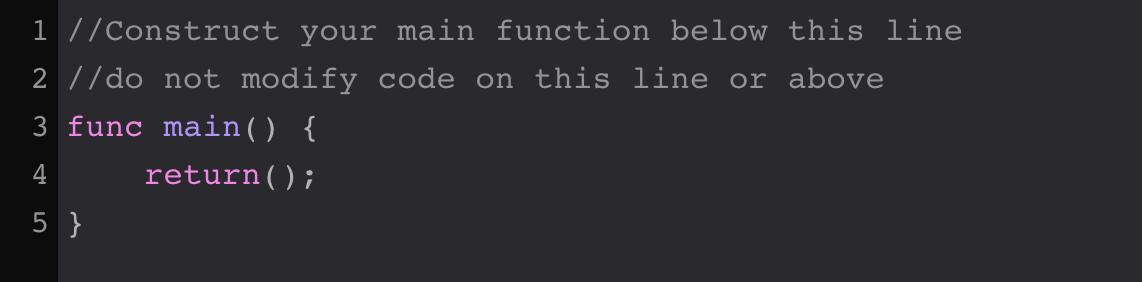 1 //Construct your main function below this line
2 //do not modify code on this line or above
3 func main() {
4     return();
5 }